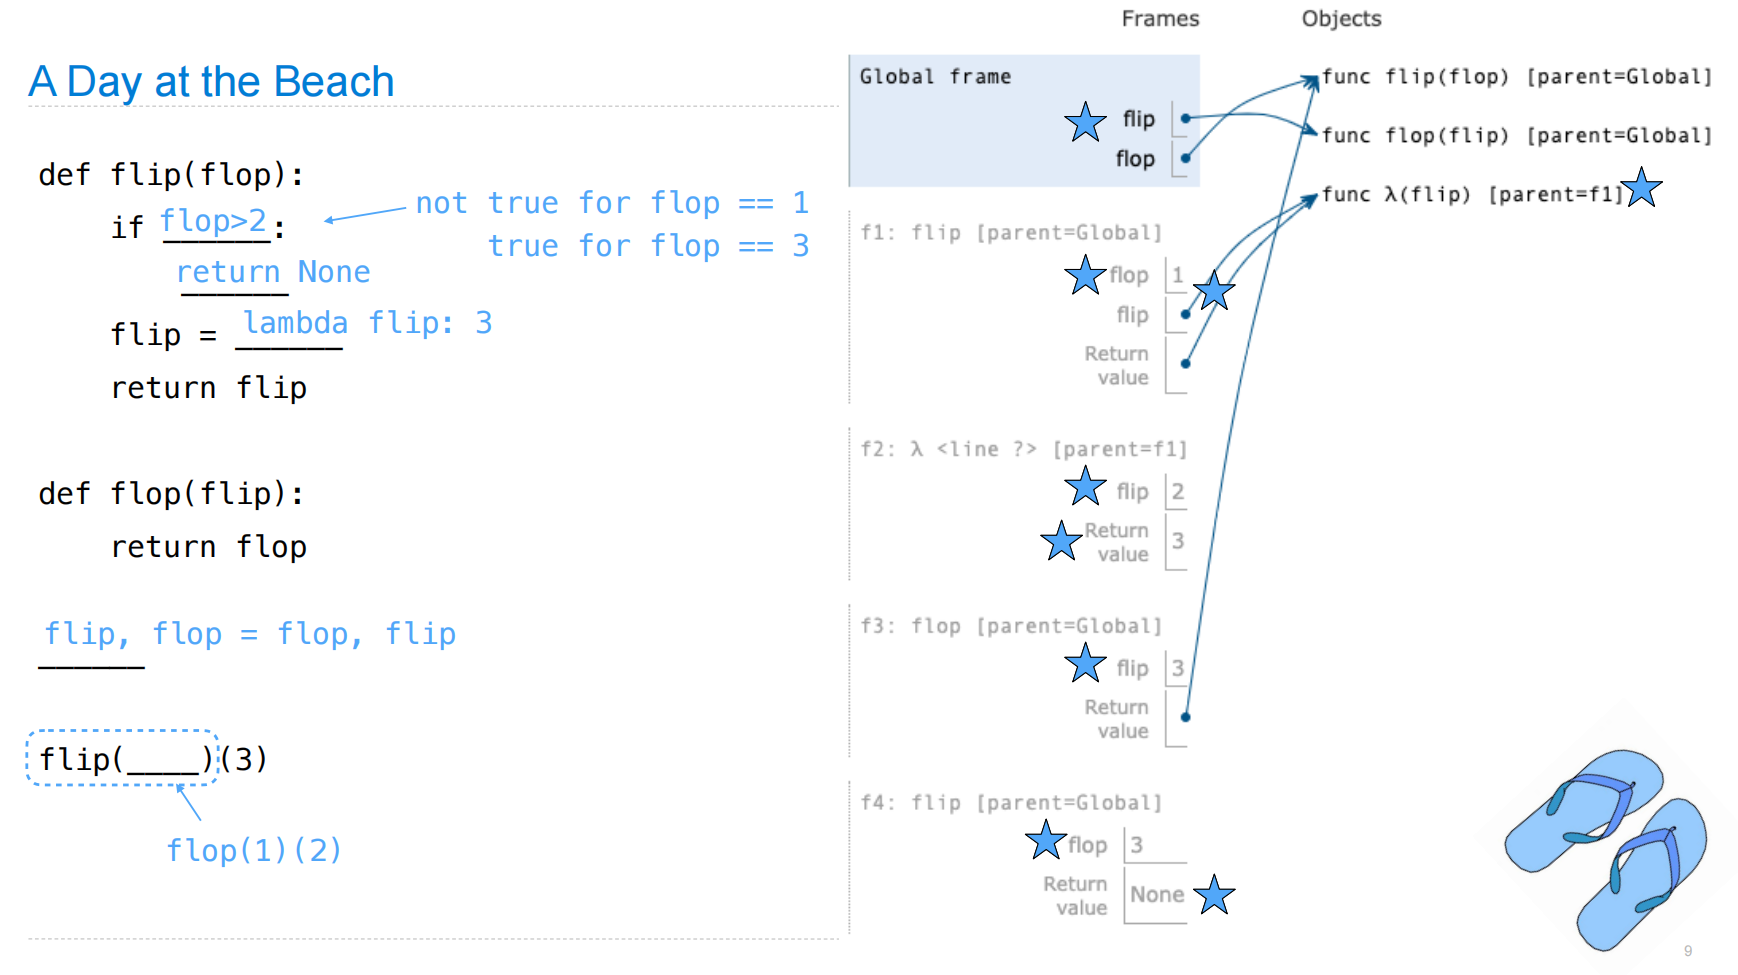 A Day at the Beach
def flip(flop):
if flop>2:
not true for flop == 1
true for flop == 3
return None
flip = lambda flip: 3
return flip
def flop(flip):
return flop
flip, flop = flop, flip
flip(____)(3)
flop(1)(2)
Frames
Objects
Global frame
flip
flop
func flip(flop) [parent=Global]
func flop(flip) [parent=Global]
func λ(flip) [parent=f1]
f1: flip [parent=Global]
flop 1
flip
Return
value
f2: λ <line ?> [parent=f1]
flip 2
Return
value 3
f3: flop [parent=Global]
flip 3
Return
value
f4: flip [parent=Global]
flop 3
Return
value None
9